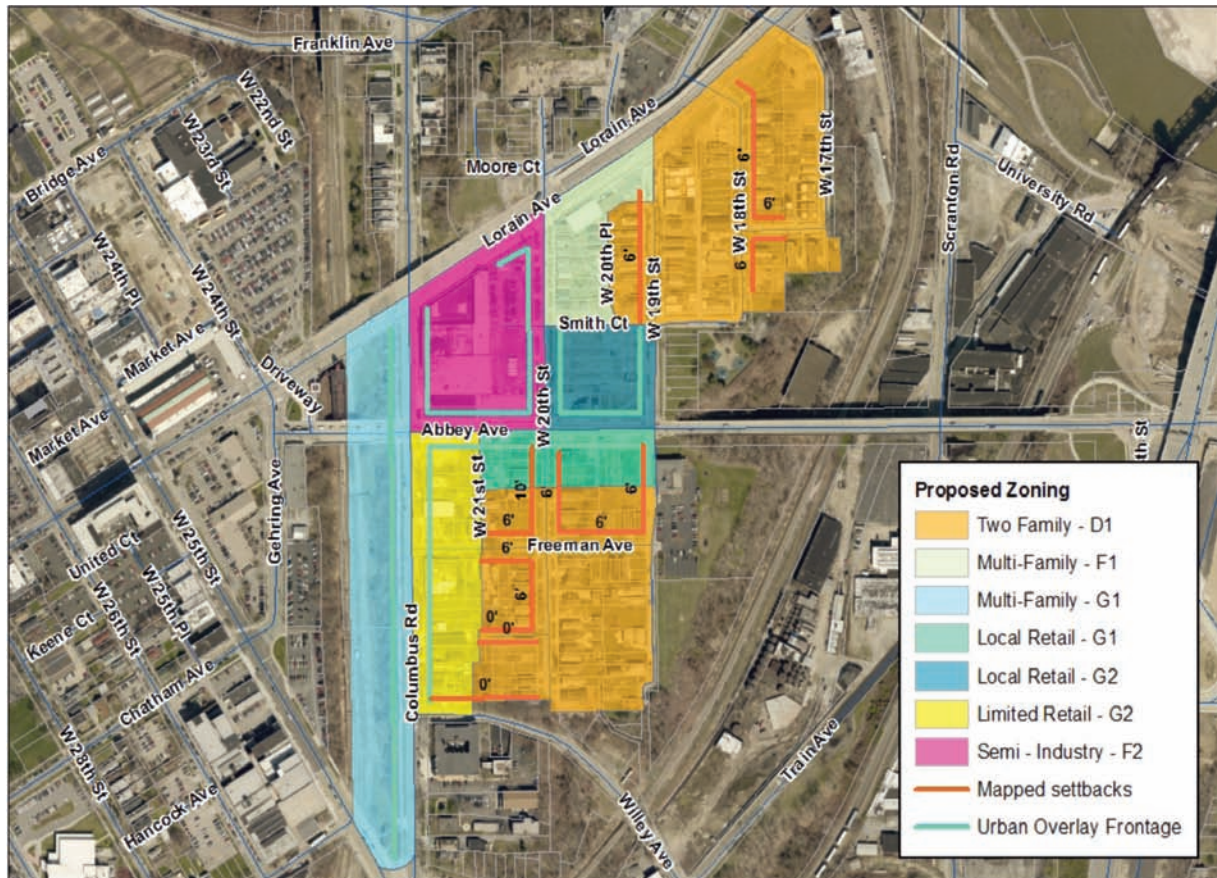 Franklin Ave
W 22nd St
W 23rd St
Bridge Ave
Lorain Ave
Moore Ct
W 17th St
6'
W 18th St
6'
Scranton Rd
University Rd
W 24th Pl
W 24th St
Lorain Ave
W 20th Pl
6'
W 19th St
6
Market Ave
Smith Ct
Driveway
Market Ave
W 20th St
Abbey Ave
th St
Gehring Ave
W 21st St
10'
6'
6'
6'
6'
United Ct
W 25th St
Freeman Ave
6'
W 26th St
W 25th Pl
6'
0'
0'
Keene Ct
Columbus Rd
Chatham Ave
0'
W 28th St
Hancock Ave
Willey Ave
Train Ave
Proposed Zoning
Two Family - D1
Multi-Family - F1
Multi-Family - G1
Local Retail - G1
Local Retail - G2
Limited Retail - G2
Semi - Industry - F2
Mapped settbacks
Urban Overlay Frontage